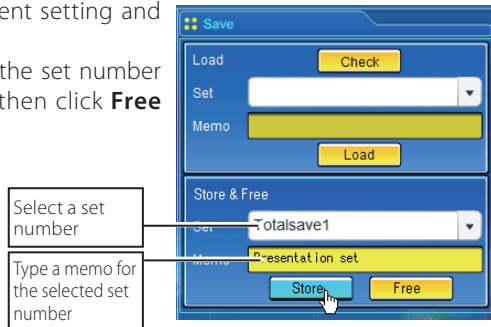 ent setting and
the set number
then click Free
Save
Load
Check
Set
Memo
Load
Store & Free
Set
Totalsave1
Memo
Presentation set
Store
Free
Select a set
number
Type a memo for
the selected set
number